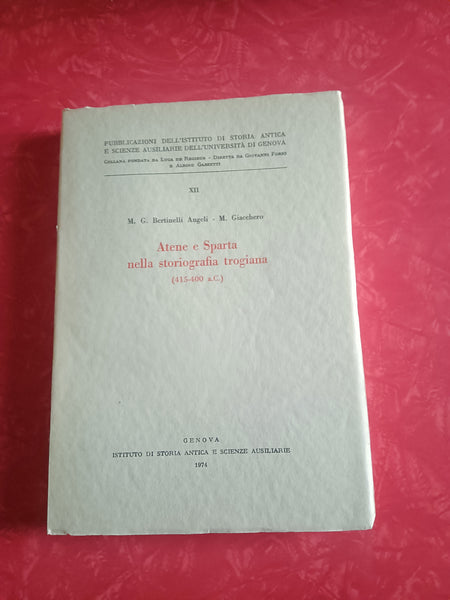 PUBBLICAZIONI DELL'ISTITUTO DI STORIA ANTICA
E SCIENZE AUSILIARIE DELL'UNIVERSITÀ DI GENOVA
COLLANA FONDATA DA LUCA DE REGIBUS - DIRETTA DA GIOVANNI FORNI
E ALBINO GARZETTI
XII
M. G. Bertinelli Angeli - M. Giacchero
Atene e Sparta
nella storiografia trogiana
(415-400 a.C.)
GENOVA
ISTITUTO DI STORIA ANTICA E SCIENZE AUSILIARIE
1974